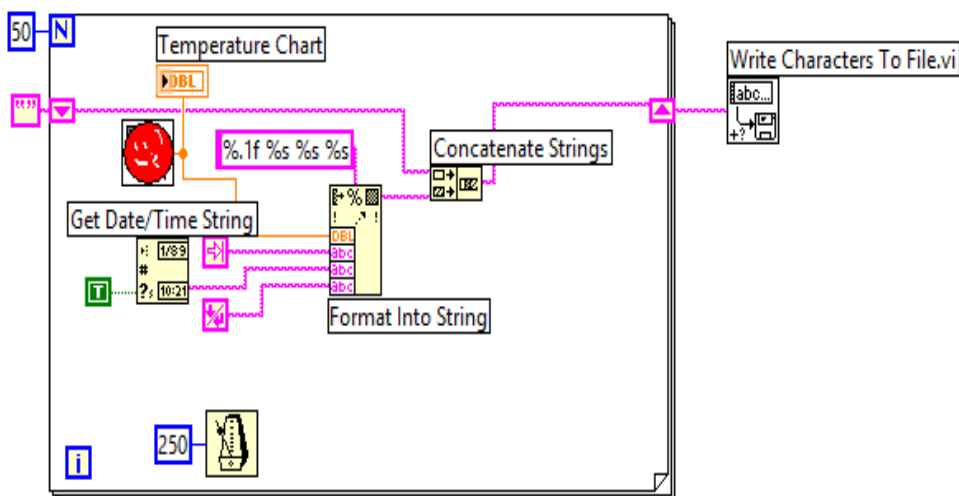 50
N
Temperature Chart
DBL
Write Characters To File.vi
abc...
+?
""
%.1f %s %s %s
Concatenate Strings
%
! !
Get Date/Time String
1/89
#
?s 10:21
T
DBL
abc
abc
abc
Format Into String
250
i